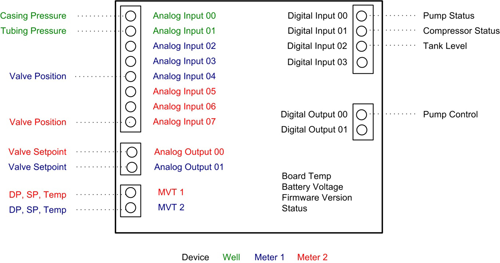 Casing Pressure Analog Input 00 Digital Input 00 Pump Status
Tubing Pressure Analog Input 01 Digital Input 01 Compressor Status
Analog Input 02 Digital Input 02 Tank Level
Analog Input 03 Digital Input 03
Valve Position Analog Input 04
Analog Input 05
Analog Input 06
Digital Output 00 Pump Control
Valve Position Analog Input 07
Digital Output 01
Valve Setpoint Analog Output 00
Valve Setpoint Analog Output 01
Board Temp
Battery Voltage
DP, SP, Temp MVT 1
Firmware Version
DP, SP, Temp MVT 2
Status
Device Well Meter 1 Meter 2